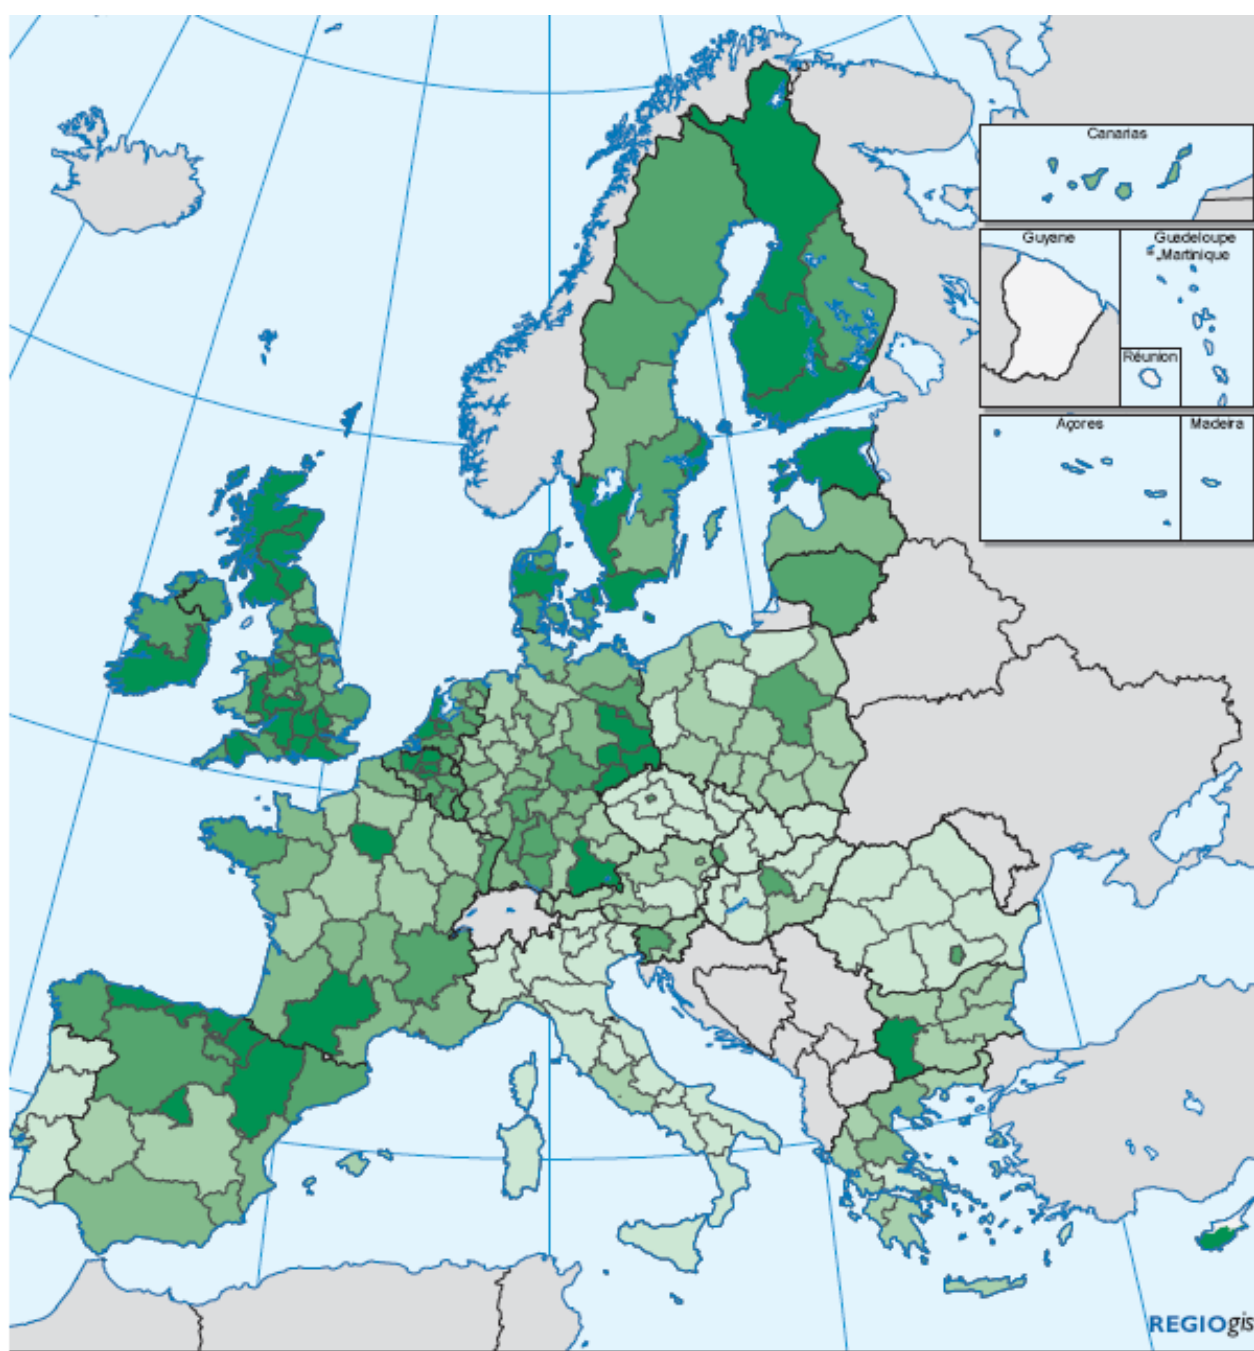 Canarias
Guyane
Guadeloupe
Martinique
Réunion
Açores
Madeira
REGIOgis